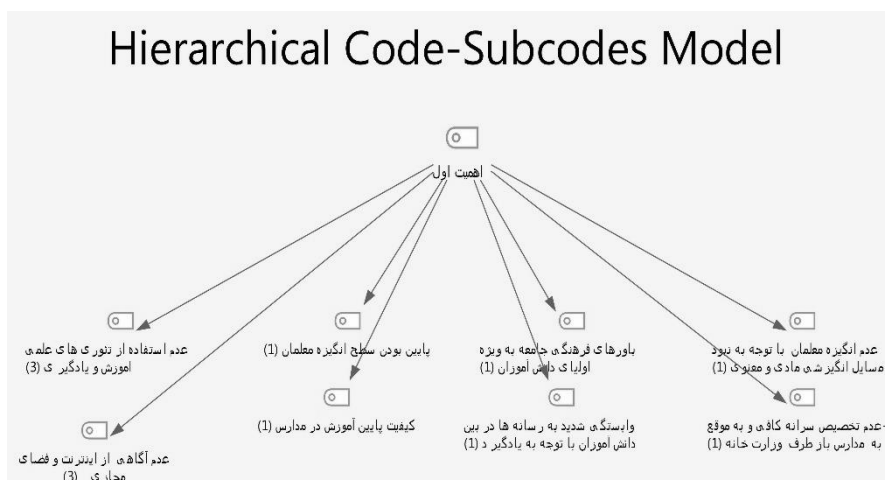 Hierarchical Code-Subcodes Model
اهمیت اول
عدم انگیزه معلمان با توجه به نبود
مسایل انگیزشی مادی و معنوی (1)
باورهای فرهنگی جامعه به ویژه
اولیای دانش آموزان (1)
پایین بودن سطح انگیزه معلمان (1)
عدم استفاده از تئوری های علمی
اموزش و یادگیری (3)
-عدم تخصیص سرانه کافی و به موقع
به مدارس باز طرف وزارت خانه (1)
وابستگی شدید به رسانه ها در بین
دانش آموزان با توجه به یادگیر د (1)
کیفیت پایین آموزش در مدارس (1)
عدم آگاهی از اینترنت و فضای
مجازی (3)